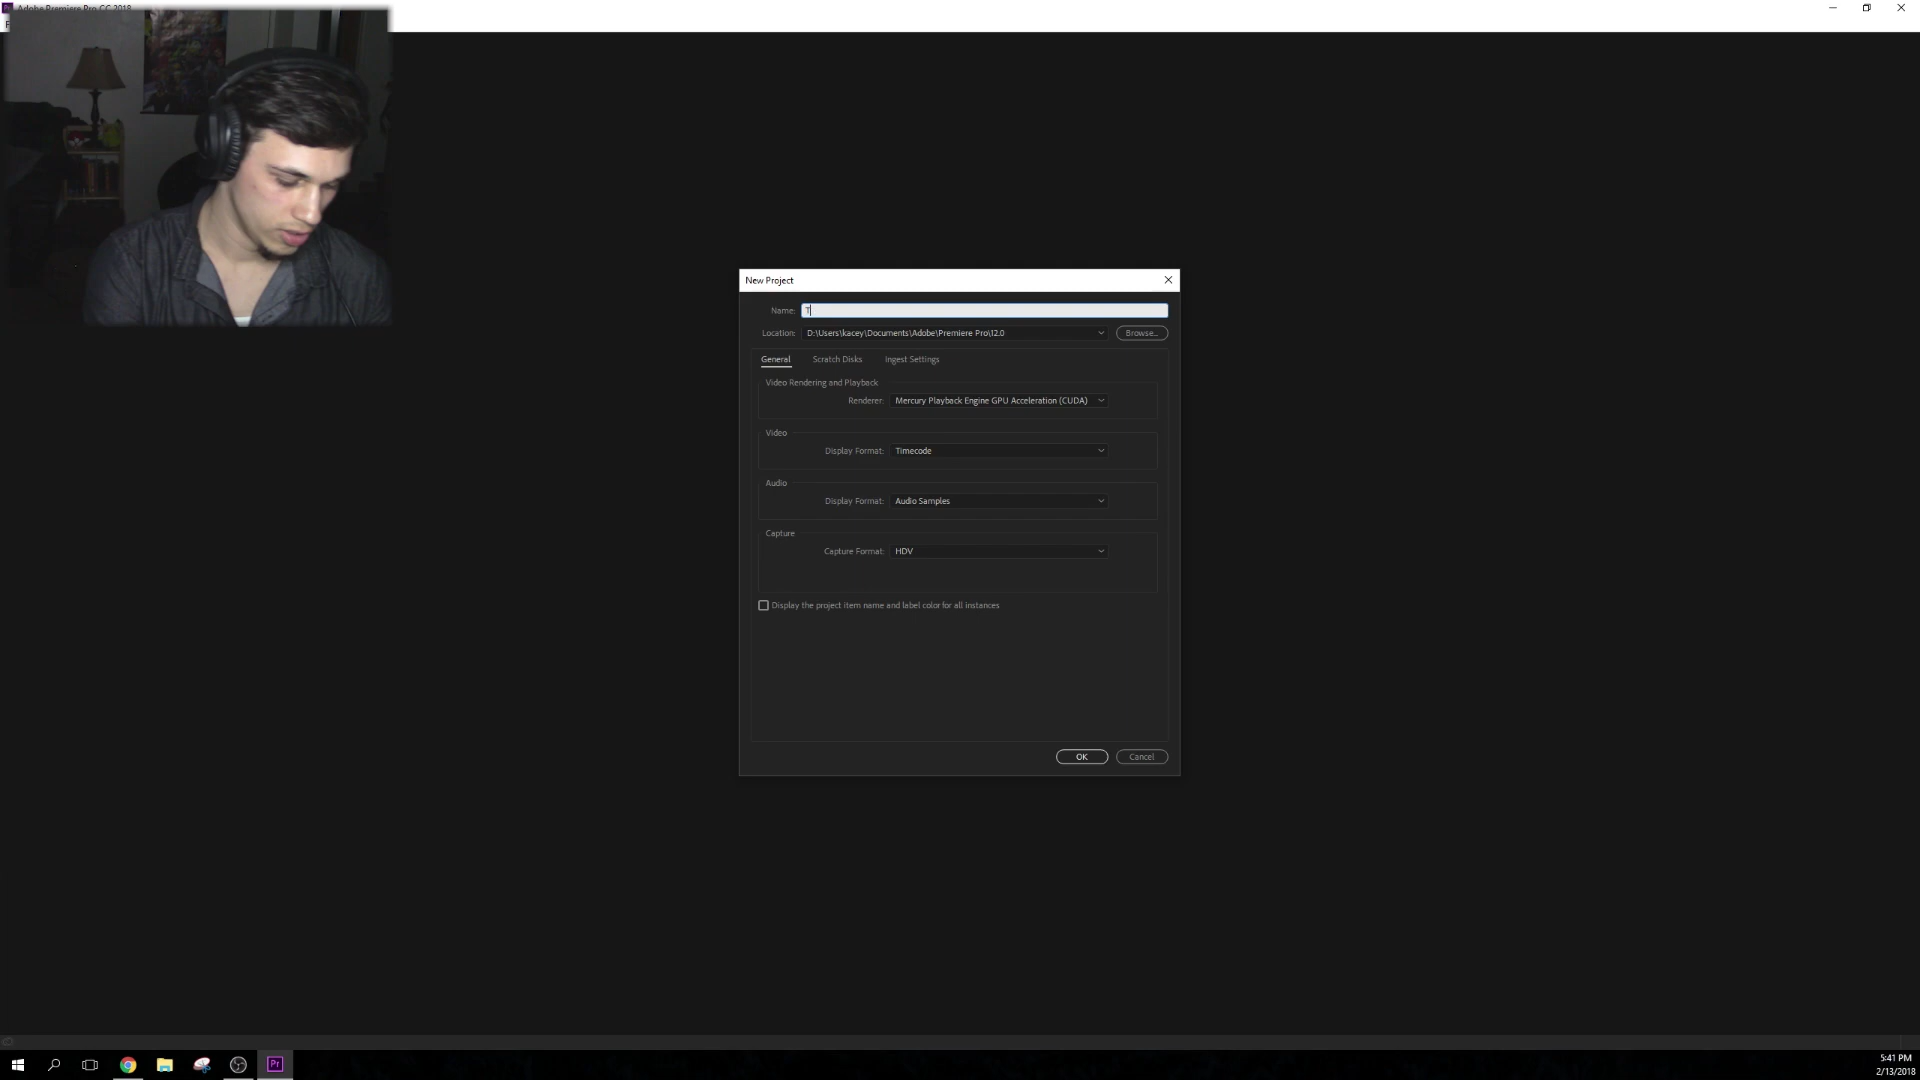 Adobe Premiere Pro CC 2018
F
New Project
Name: T
Location: D:\Users\kacey\Documents\Adobe\Premiere Pro\12.0 Browse...
General Scratch Disks Ingest Settings
Video Rendering and Playback
Renderer: Mercury Playback Engine GPU Acceleration (CUDA)
Video
Display Format: Timecode
Audio
Display Format: Audio Samples
Capture
Capture Format: HDV
Display the project item name and label color for all instances
OK Cancel
Pr
5:41 PM
2/13/2018